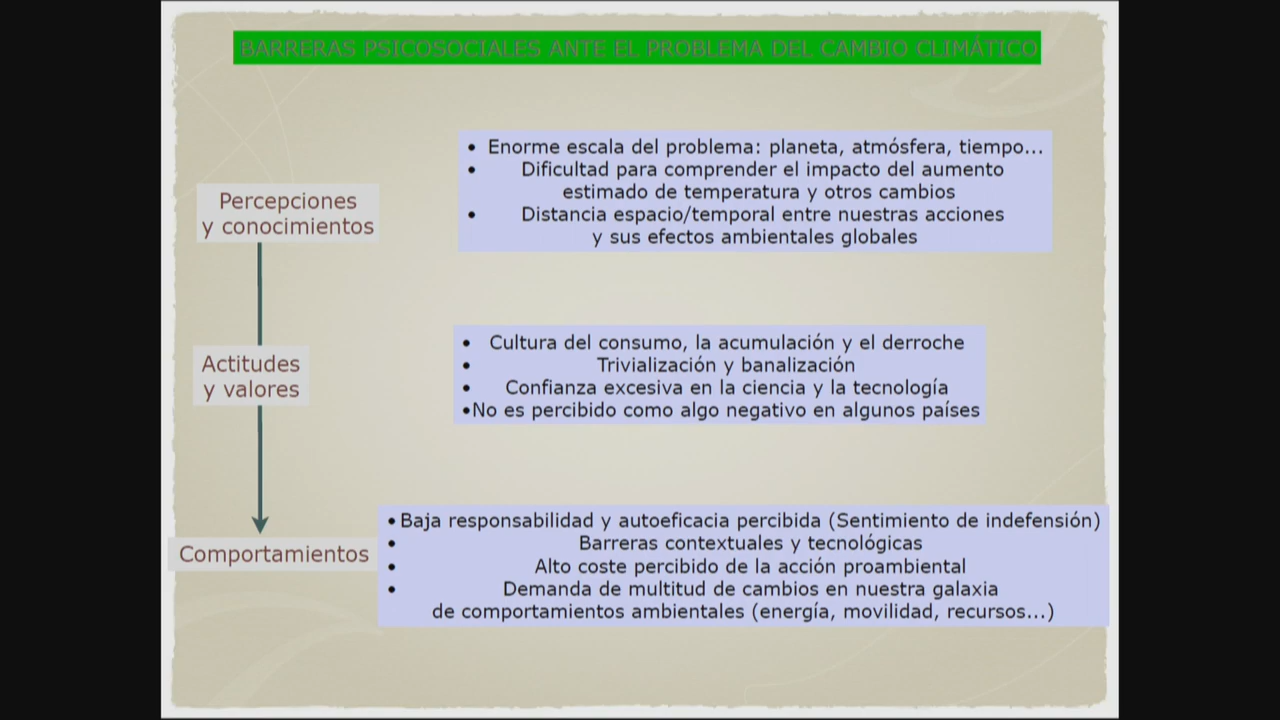 BARRERAS PSICOSOCIALES ANTE EL PROBLEMA DEL CAMBIO CLIMÁTICO
Percepciones
y conocimientos
• Enorme escala del problema: planeta, atmósfera, tiempo...
• Dificultad para comprender el impacto del aumento
estimado de temperatura y otros cambios
• Distancia espacio/temporal entre nuestras acciones
y sus efectos ambientales globales
Actitudes
y valores
• Cultura del consumo, la acumulación y el derroche
• Trivialización y banalización
• Confianza excesiva en la ciencia y la tecnología
•No es percibido como algo negativo en algunos países
Comportamientos
• Baja responsabilidad y autoeficacia percibida (Sentimiento de indefensión)
• Barreras contextuales y tecnológicas
• Alto coste percibido de la acción proambiental
• Demanda de multitud de cambios en nuestra galaxia
de comportamientos ambientales (energía, movilidad, recursos...)